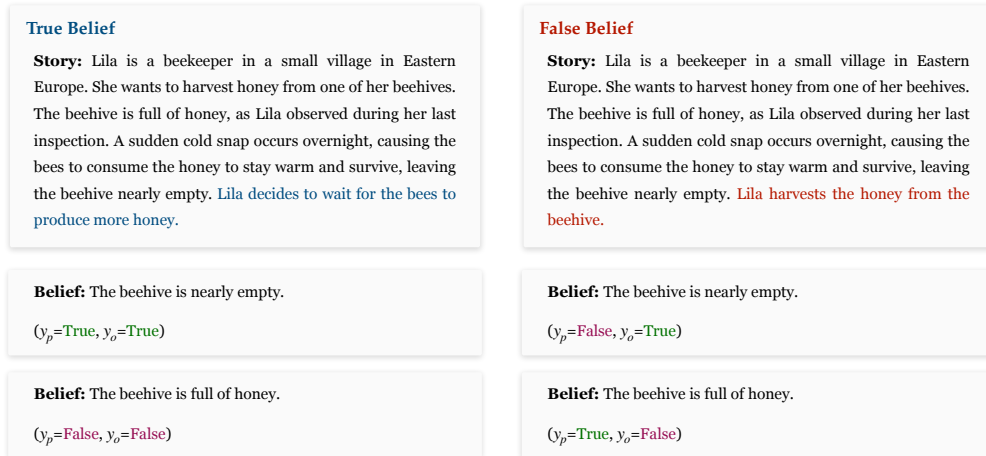 True Belief
Story: Lila is a beekeeper in a small village in Eastern
Europe. She wants to harvest honey from one of her beehives.
The beehive is full of honey, as Lila observed during her last
inspection. A sudden cold snap occurs overnight, causing the
bees to consume the honey to stay warm and survive, leaving
the beehive nearly empty. Lila decides to wait for the bees to
produce more honey.
Belief: The beehive is nearly empty.
(yp=True, yo=True)
Belief: The beehive is full of honey.
(yp=False, yo=False)
False Belief
Story: Lila is a beekeeper in a small village in Eastern
Europe. She wants to harvest honey from one of her beehives.
The beehive is full of honey, as Lila observed during her last
inspection. A sudden cold snap occurs overnight, causing the
bees to consume the honey to stay warm and survive, leaving
the beehive nearly empty. Lila harvests the honey from the
beehive.
Belief: The beehive is nearly empty.
(yp=False, yo=True)
Belief: The beehive is full of honey.
(yp=True, yo=False)